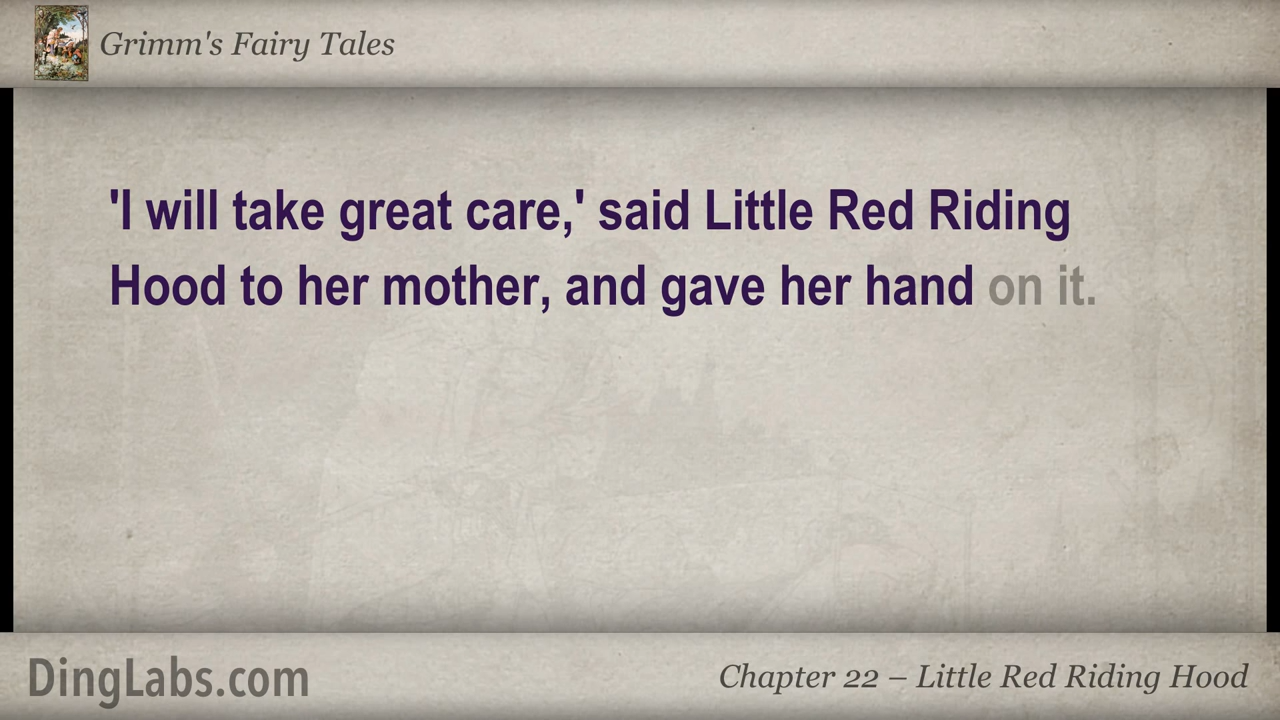 Grimm's Fairy Tales
'I will take great care,' said Little Red Riding
Hood to her mother, and gave her hand on it.
DingLabs.com
Chapter 22 – Little Red Riding Hood